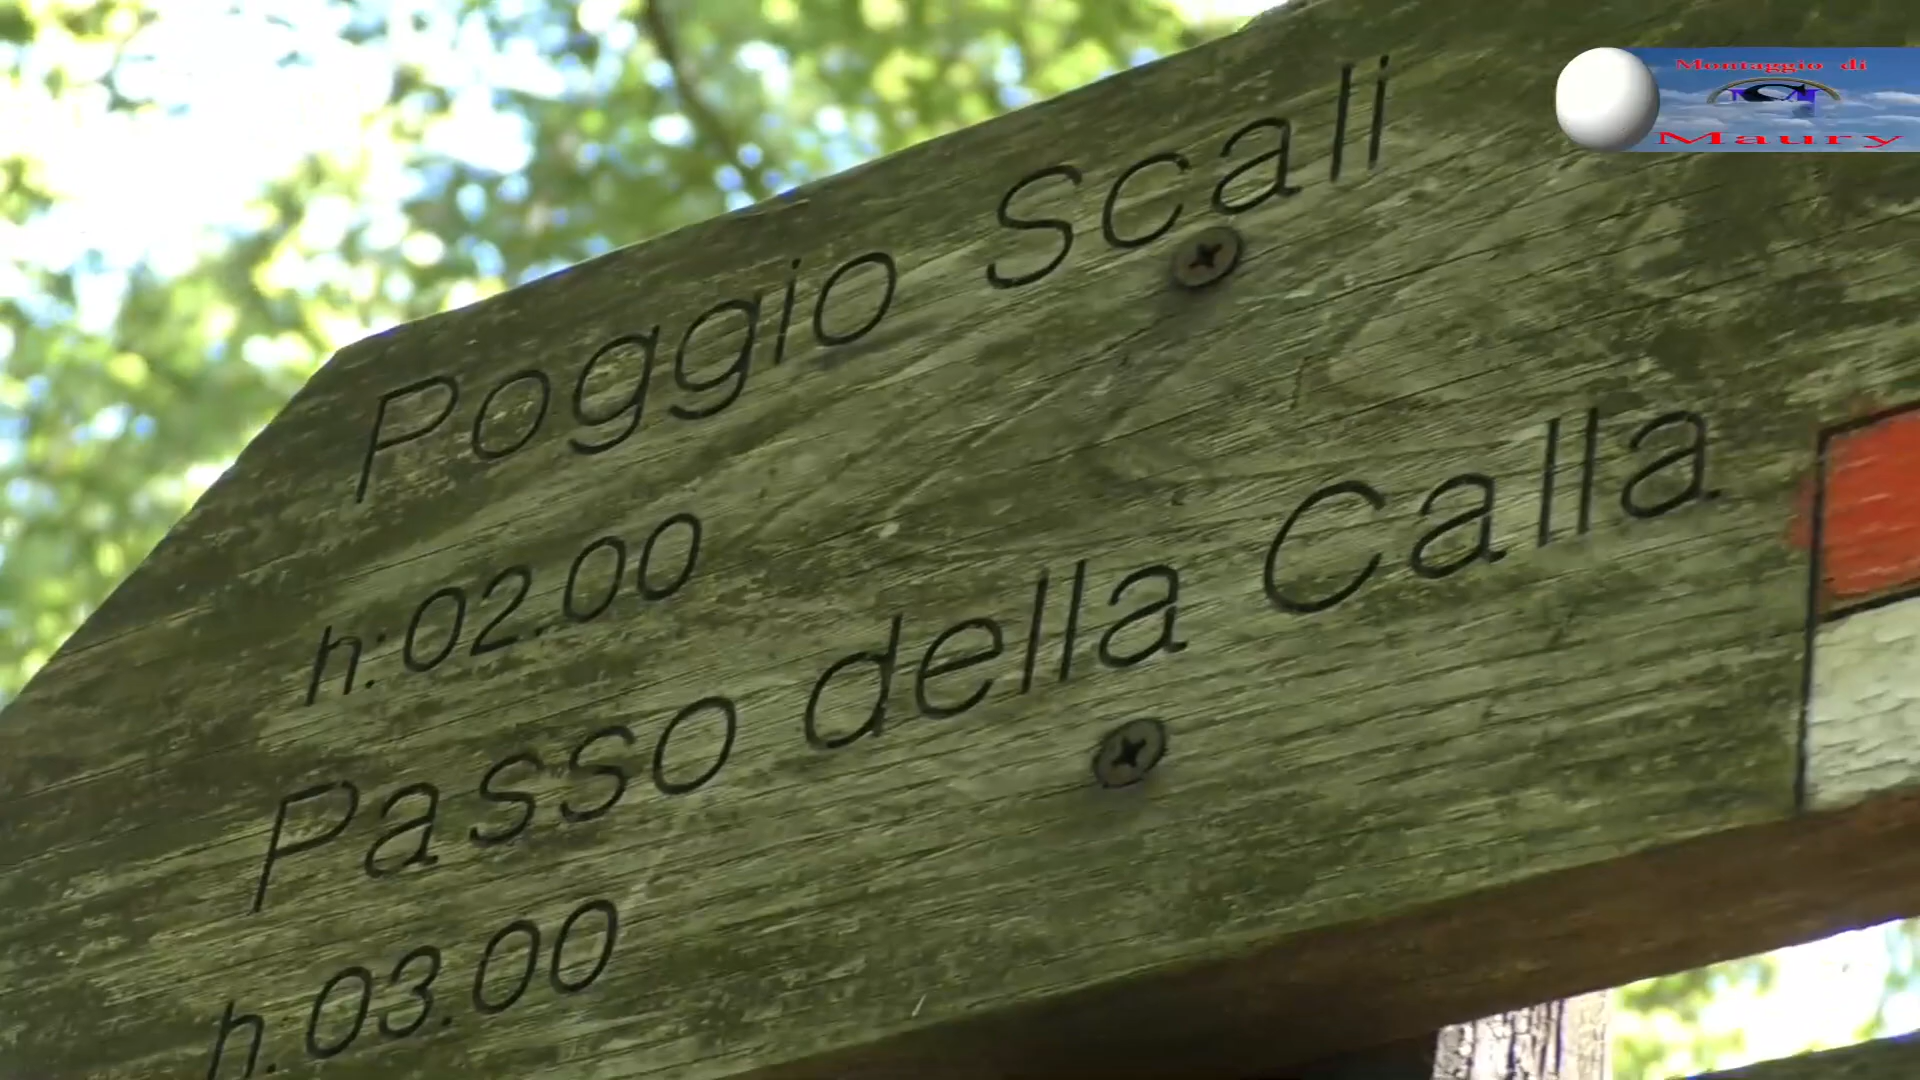 Montaggio di
Maury
Poggio Scali
h:02.00
Passo della Calla
h.03.00